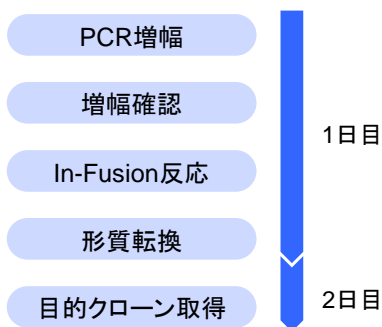 PCR増幅
増幅確認
1日目
In-Fusion反応
形質転換
目的クローン取得
2日目